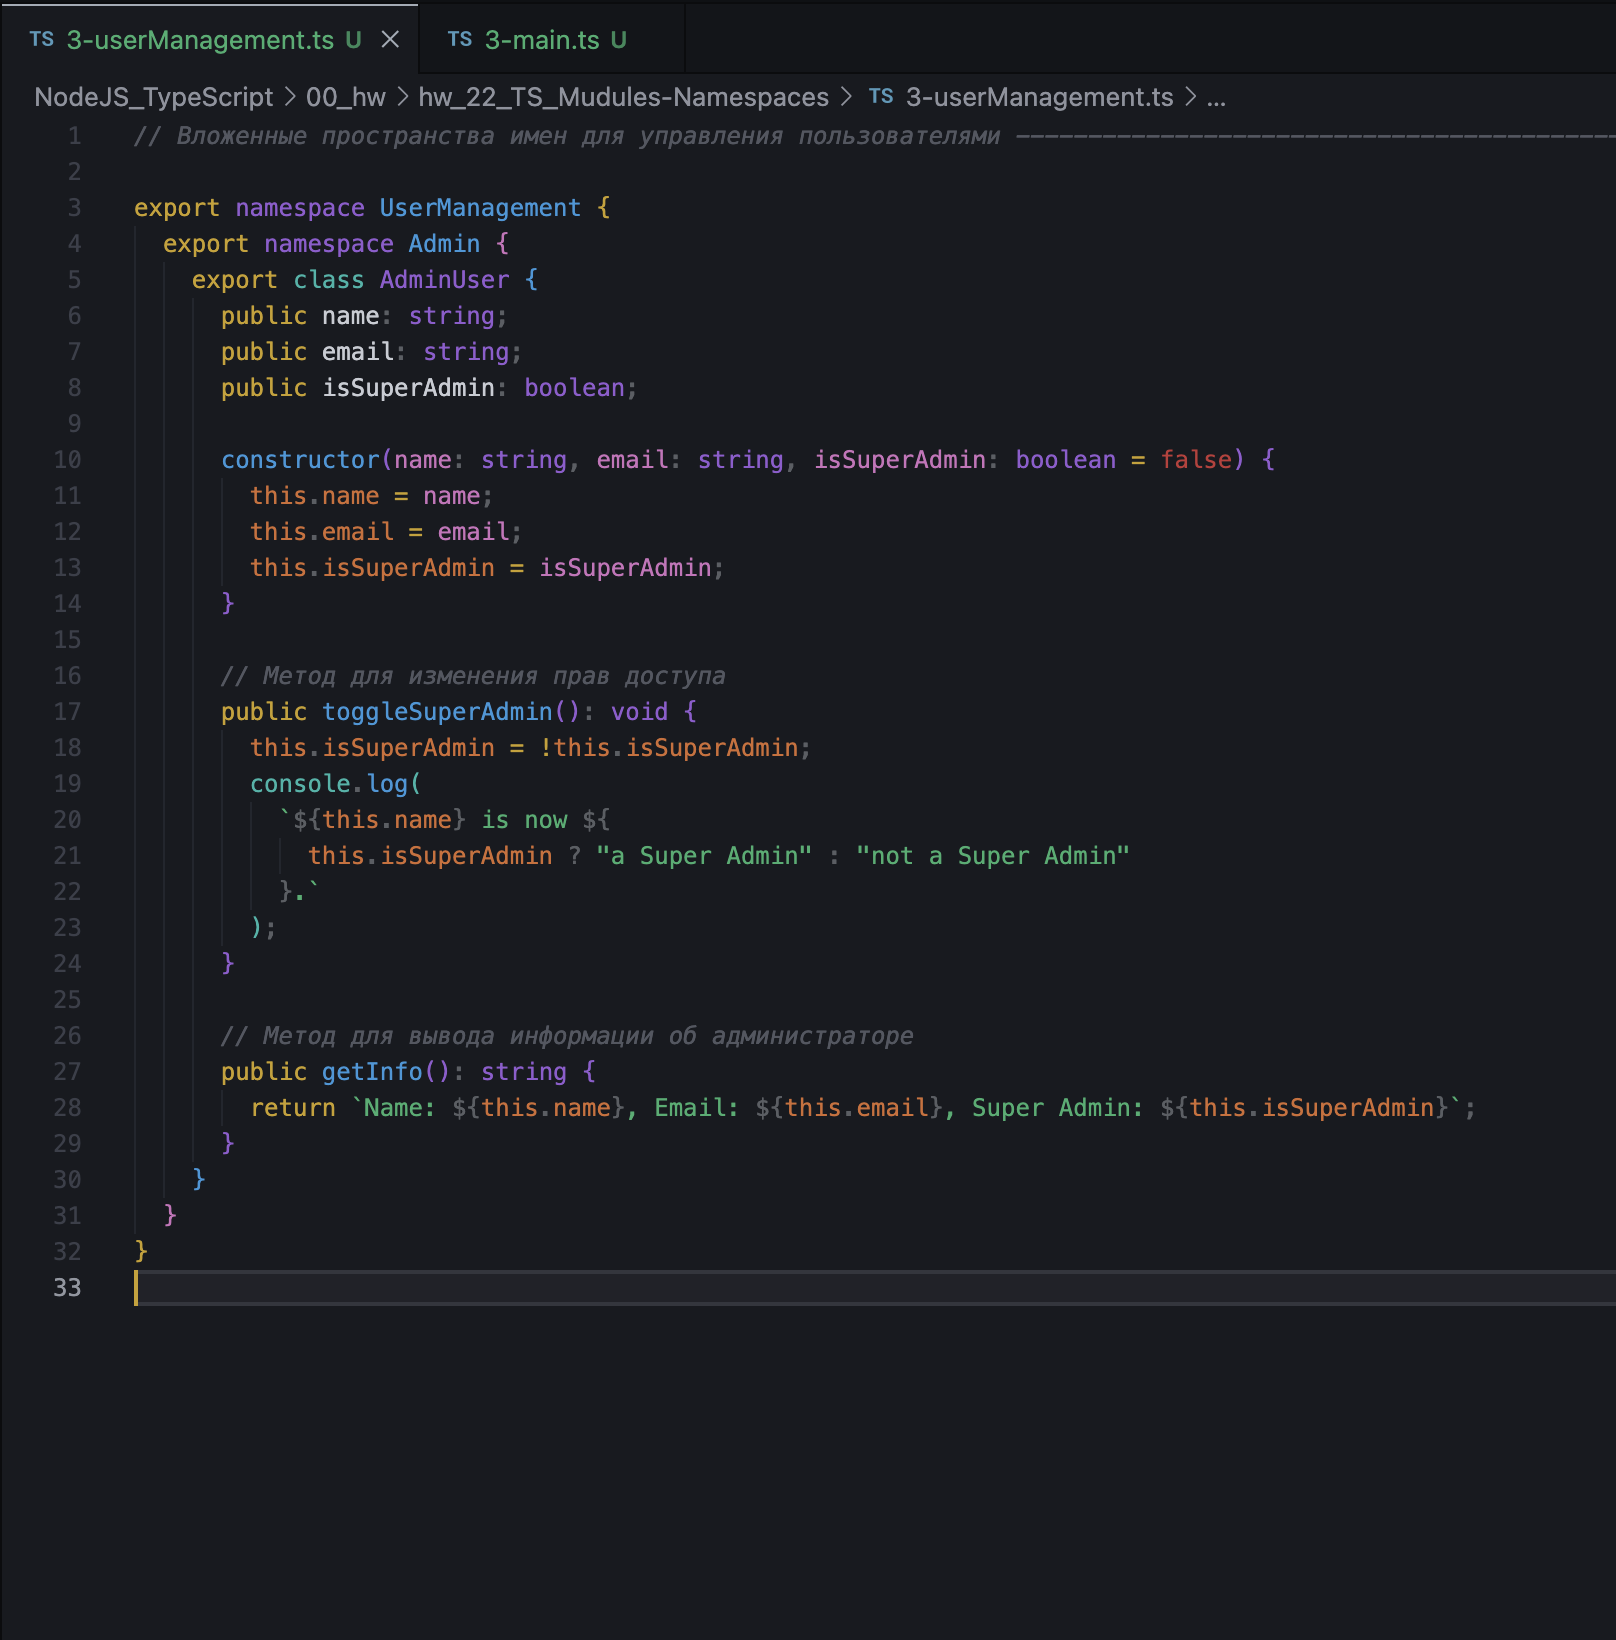 TS 3-userManagement.ts U × TS 3-main.ts U
NodeJS_TypeScript > 00_hw > hw_22_TS_Mudules-Namespaces > TS 3-userManagement.ts > ...
1 // Вложенные пространства имен для управления пользователями ----------------------------------------
2
3 export namespace UserManagement {
4   export namespace Admin {
5     export class AdminUser {
6       public name: string;
7       public email: string;
8       public isSuperAdmin: boolean;
9
10       constructor(name: string, email: string, isSuperAdmin: boolean = false) {
11         this.name = name;
12         this.email = email;
13         this.isSuperAdmin = isSuperAdmin;
14       }
15
16       // Метод для изменения прав доступа
17       public toggleSuperAdmin(): void {
18         this.isSuperAdmin = !this.isSuperAdmin;
19         console.log(
20           `${this.name} is now ${
21             this.isSuperAdmin ? "a Super Admin" : "not a Super Admin"
22           }.`
23         );
24       }
25
26       // Метод для вывода информации об администраторе
27       public getInfo(): string {
28         return `Name: ${this.name}, Email: ${this.email}, Super Admin: ${this.isSuperAdmin}`;
29       }
30     }
31   }
32 }
33